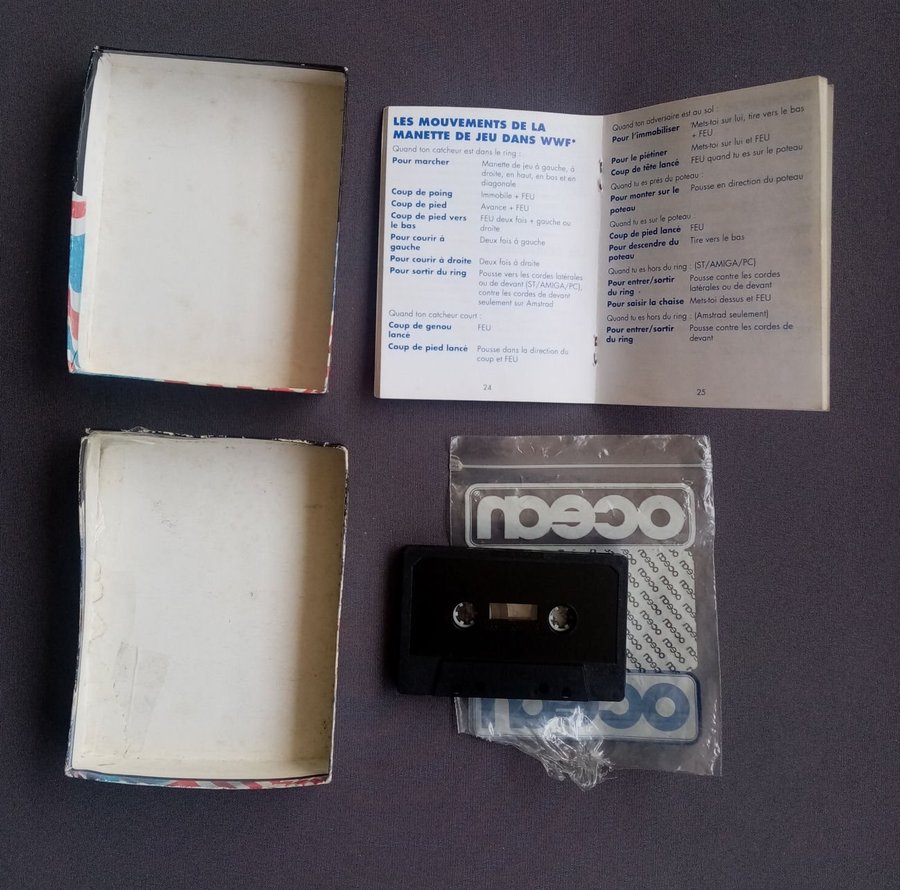 LES MOUVEMENTS DE LA
MANETTE DE JEU DANS WWF*
Quand ton catcheur est dans le ring :
Pour marcher Manette de jeu à gauche, à
droite, en haut, en bas et en
diagonale
Coup de poing Immobile + FEU
Coup de pied Avance + FEU
Coup de pied vers FEU deux fois + gauche ou
le bas droite
Pour courir à Deux fois à gauche
gauche
Pour courir à droite Deux fois à droite
Pour sortir du ring Pousse vers les cordes latérales
ou de devant (ST/AMIGA/PC),
contre les cordes de devant
seulement sur Amstrad
Quand ton catcheur court :
Coup de genou FEU
lancé
Coup de pied lancé Pousse dans la direction du
coup et FEU
24
Quand ton adversaire est au sol :
Pour l'immobiliser Mets-toi sur lui, tire vers le bas
+ FEU
Pour le piétiner Mets-toi sur lui et FEU
Coup de tête lancé FEU quand tu es sur le poteau
Quand tu es près du poteau :
Pour monter sur le Pousse en direction du poteau
poteau
Quand tu es sur le poteau
Coup de pied lancé FEU
Pour descendre du Tire vers le bas
poteau
Quand tu es hors du ring : (ST/AMIGA/PC)
Pour entrer/sortir Pousse contre les cordes
du ring latérales ou de devant
Pour saisir la chaise Mets-toi dessus et FEU
Quand tu es hors du ring : (Amstrad seulement)
Pour entrer/sortir Pousse contre les cordes de
du ring devant
25
ocean
ocean